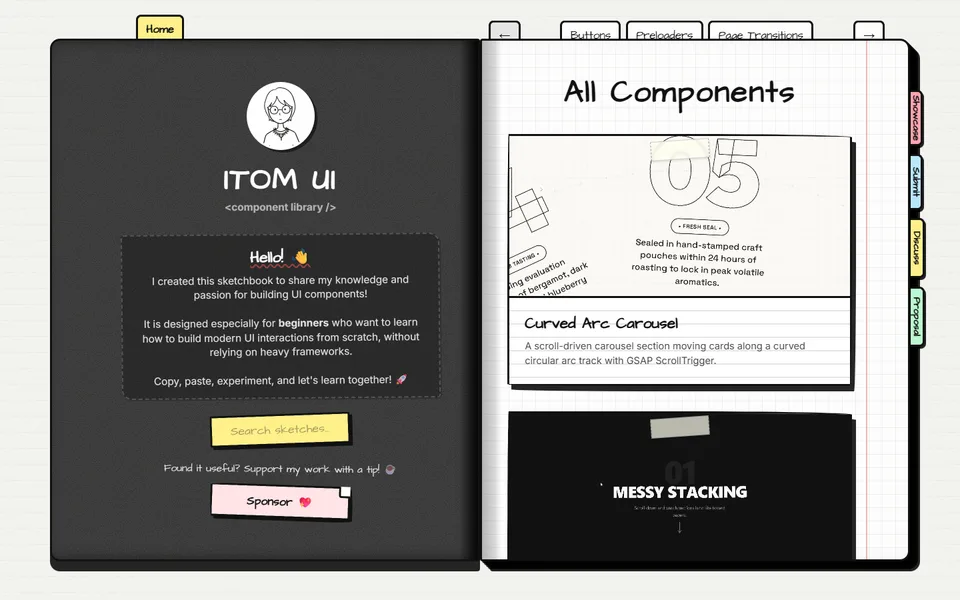 Home
←
Buttons
Preloaders
Page Transitions
→
ITOM UI
<component library />
Hello! 👋
I created this sketchbook to share my knowledge and
passion for building UI components!
It is designed especially for beginners who want to learn
how to build modern UI interactions from scratch, without
relying on heavy frameworks.
Copy, paste, experiment, and let's learn together! 🚀
Search sketches...
Found it useful? Support my work with a tip!
Sponsor 💖
All Components
05
• FRESH SEAL •
Sealed in hand-stamped craft
pouches within 24 hours of
roasting to lock in peak volatile
aromatics.
TASTING •
evaluation
of bergamot, dark
blueberry
Curved Arc Carousel
A scroll-driven carousel section moving cards along a curved
circular arc track with GSAP ScrollTrigger.
01
MESSY STACKING
↓
Showcase
Submit
Discuss
Proposal